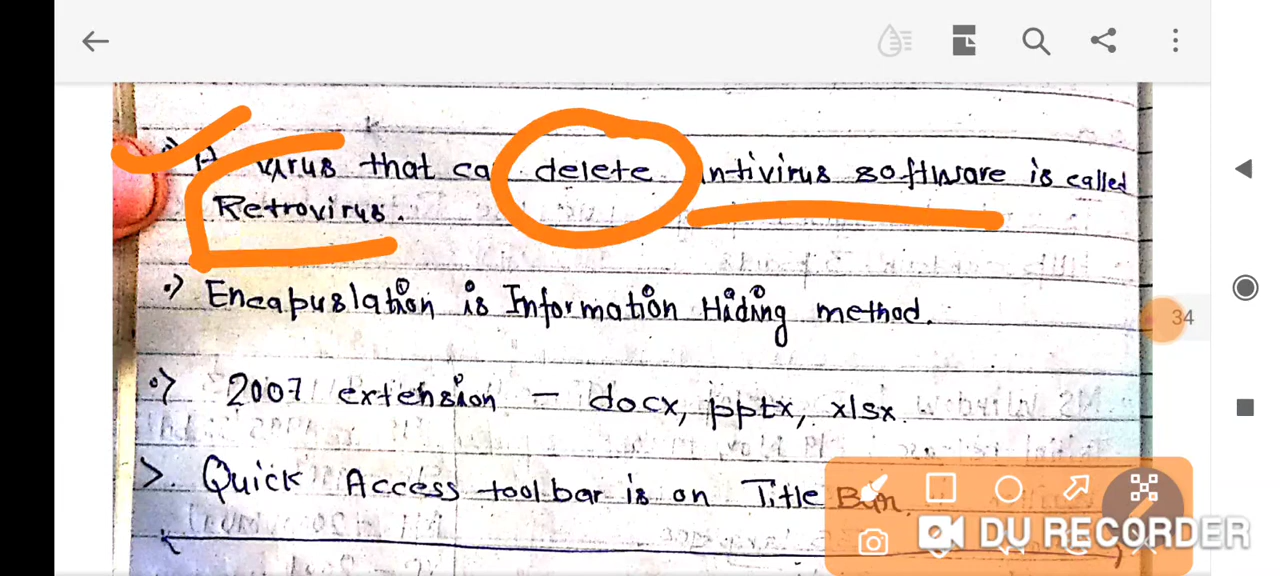 A virus that ca delete ntivirus software is called
Retrovirus.
Encapuslation is Information Hiding method.
34
2007 extension - docx, pptx, xlsx.
Quick Access toolbar is on Title Bar
DU RECORDER